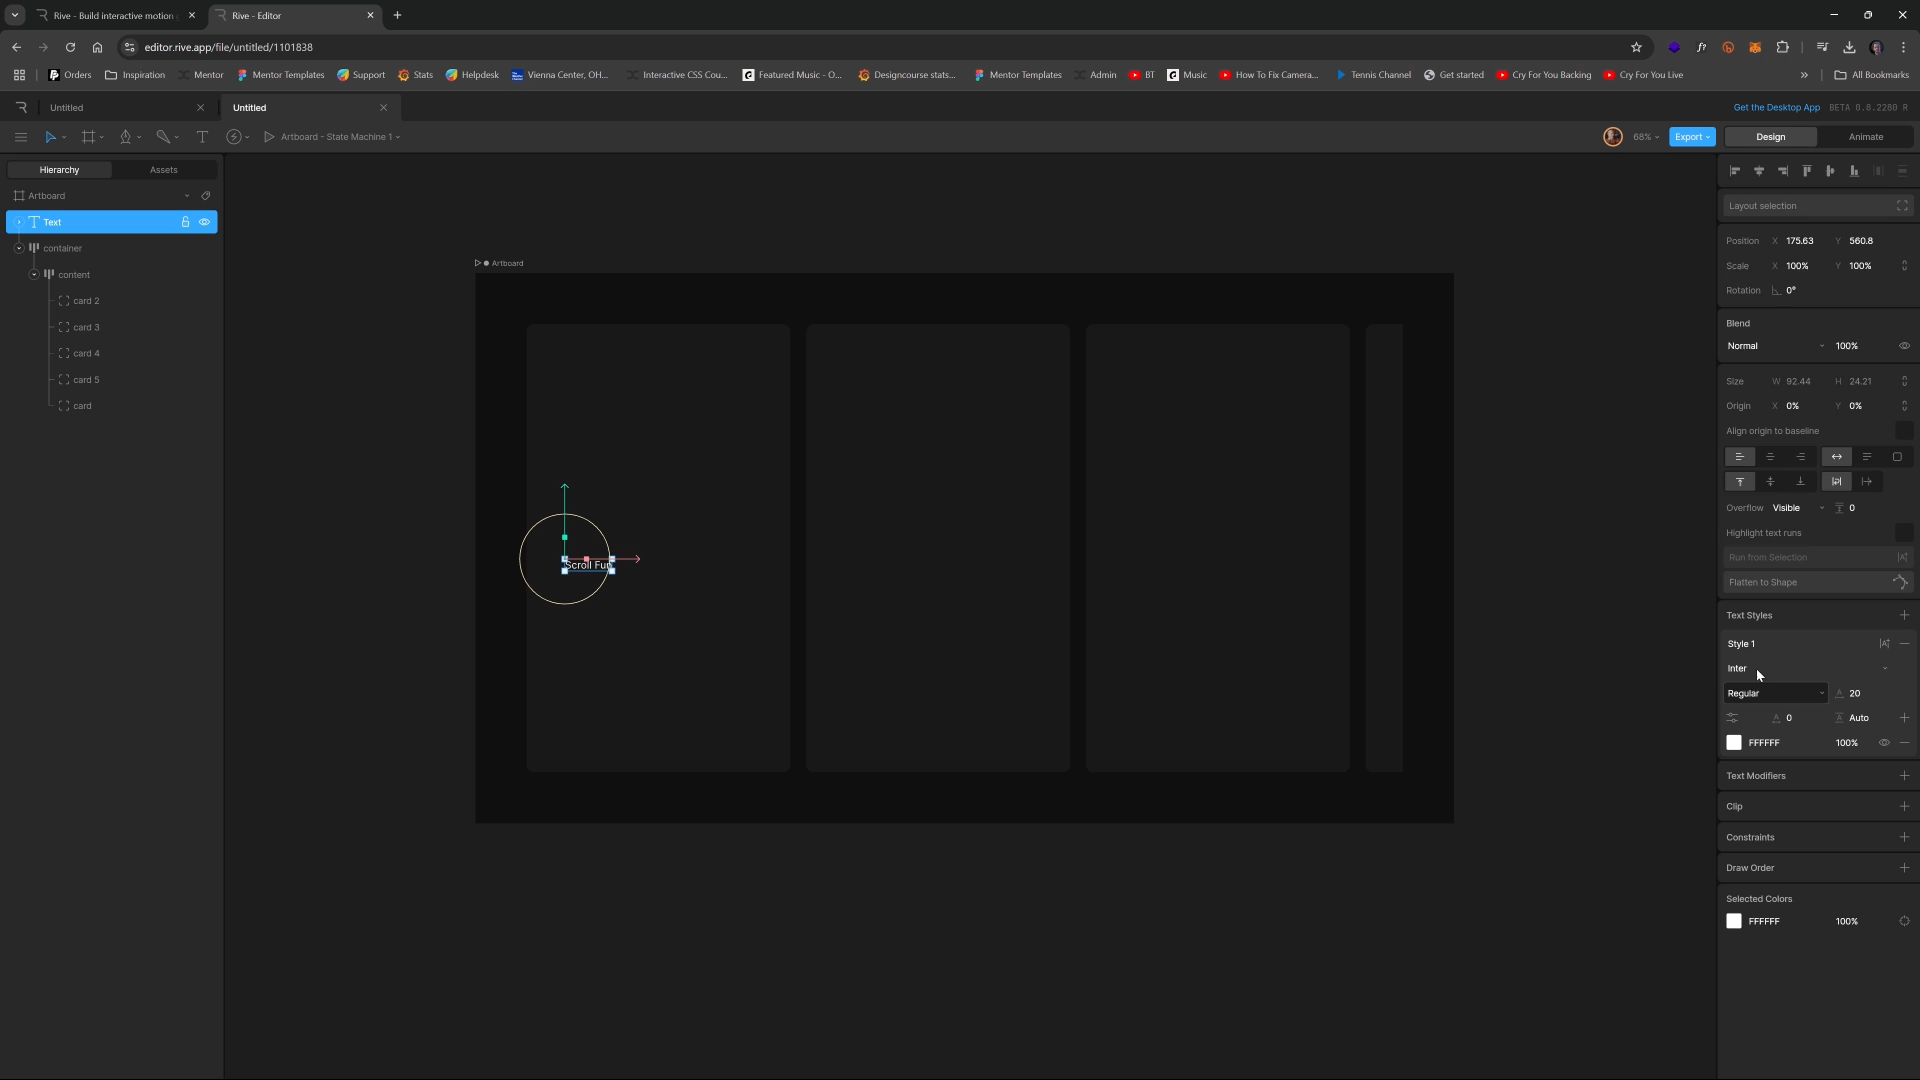 Rive - Build interactive motion
Rive - Editor
editor.rive.app/file/untitled/1101838
Orders
Inspiration
Mentor
Mentor Templates
Support
Stats
Helpdesk
Vienna Center, OH...
Interactive CSS Cou...
Featured Music - O...
Designcourse stats...
Mentor Templates
Admin
BT
Music
How To Fix Camera...
Tennis Channel
Get started
Cry For You Backing
Cry For You Live
All Bookmarks
Untitled
Untitled
Get the Desktop App
BETA 0.8.2260 R
Artboard - State Machine 1
68%
Export
Design
Animate
Hierarchy
Assets
Artboard
Text
container
content
card 2
card 3
card 4
card 5
card
Artboard
Scroll Fun
Layout selection
Position X 175.63 Y 560.8
Scale X 100% Y 100%
Rotation 0°
Blend
Normal 100%
Size W 92.44 H 24.21
Origin X 0% Y 0%
Align origin to baseline
Overflow Visible 0
Highlight text runs
Run from Selection
Flatten to Shape
Text Styles
Style 1
Inter
Regular 20
0 Auto
FFFFFF 100%
Text Modifiers
Clip
Constraints
Draw Order
Selected Colors
FFFFFF 100%